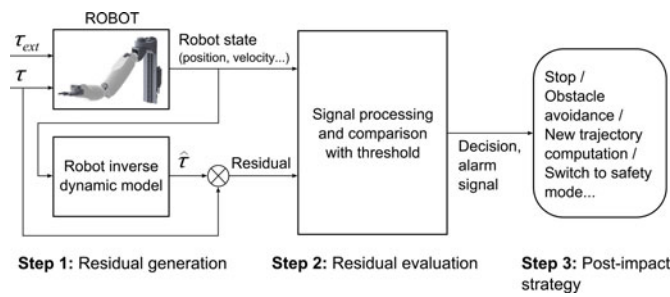 ROBOT
τext
τ
Robot state
(position, velocity...)
Robot inverse
dynamic model
τ̂
Residual
Signal processing
and comparison
with threshold
Decision,
alarm
signal
Stop /
Obstacle
avoidance /
New trajectory
computation /
Switch to safety
mode...
Step 1: Residual generation
Step 2: Residual evaluation
Step 3: Post-impact
strategy